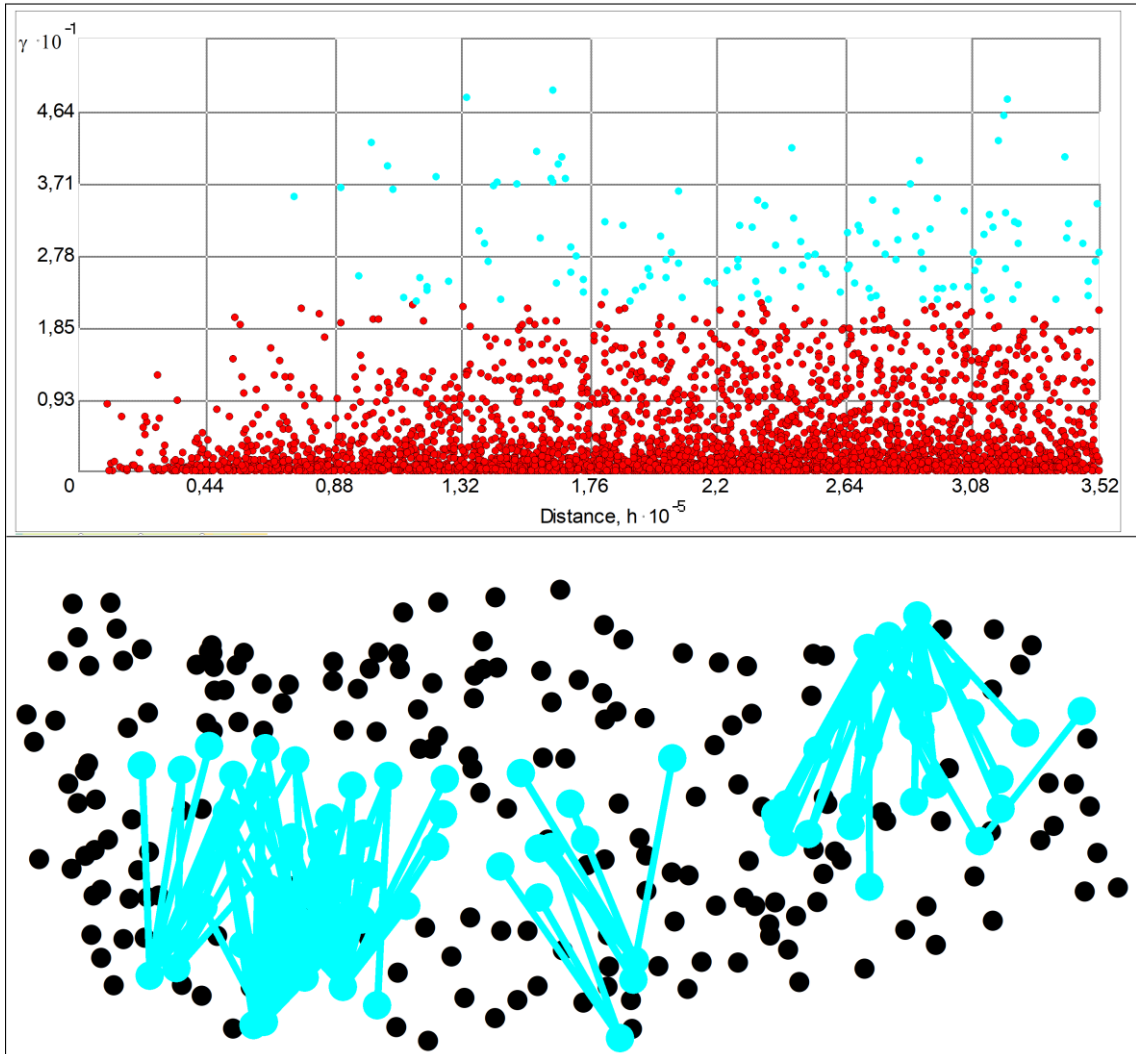 γ · 10⁻¹
4,64
3,71
2,78
1,85
0,93
0 0,44 0,88 1,32 1,76 2,2 2,64 3,08 3,52
Distance, h · 10⁻⁵